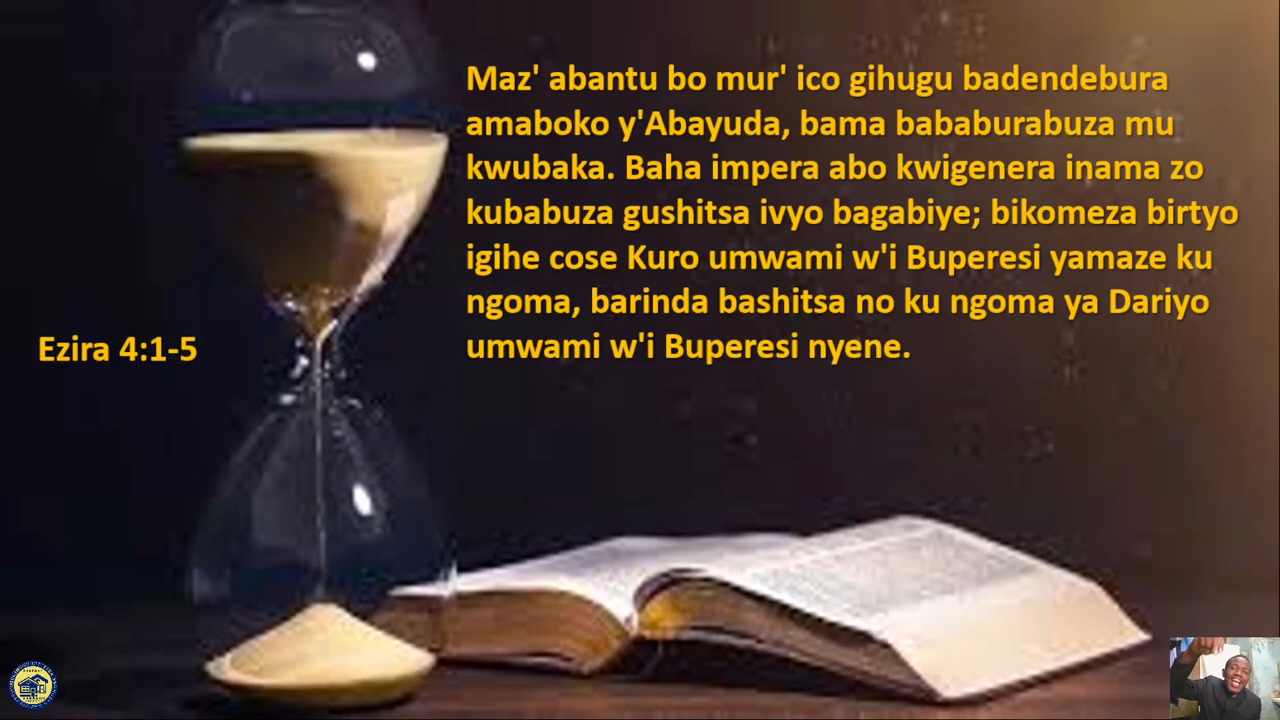 Maz' abantu bo mur' ico gihugu badendebura
amaboko y'Abayuda, bama bababurabuza mu
kwubaka. Baha impera abo kwigenera inama zo
kubabuza gushitsa ivyo bagabiye; bikomeza birtyo
igihe cose Kuro umwami w'i Buperesi yamaze ku
ngoma, barinda bashitsa no ku ngoma ya Dariyo
umwami w'i Buperesi nyene.
Ezira 4:1-5